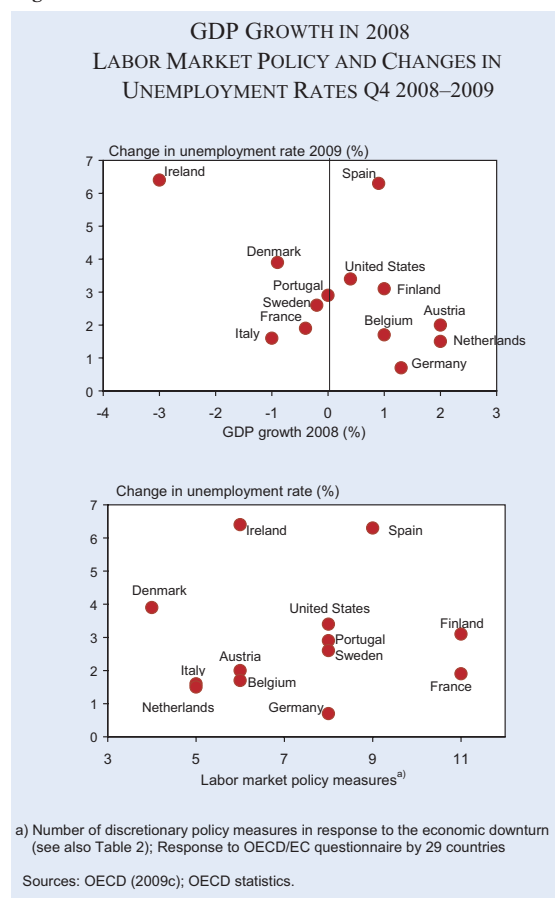 GDP GROWTH IN 2008
LABOR MARKET POLICY AND CHANGES IN
UNEMPLOYMENT RATES Q4 2008–2009
Change in unemployment rate 2009 (%)
7
6
5
4
3
2
1
0
Ireland
Spain
Denmark
United States
Portugal
Finland
Sweden
France
Austria
Belgium
Italy
Netherlands
Germany
-4 -3 -2 -1 0 1 2 3
GDP growth 2008 (%)
Change in unemployment rate (%)
7
6
5
4
3
2
1
0
Ireland
Spain
Denmark
United States
Finland
Portugal
Sweden
Austria
Italy
Belgium
France
Netherlands
Germany
3 5 7 9 11
Labor market policy measures a)
a) Number of discretionary policy measures in response to the economic downturn
(see also Table 2); Response to OECD/EC questionnaire by 29 countries
Sources: OECD (2009c); OECD statistics.